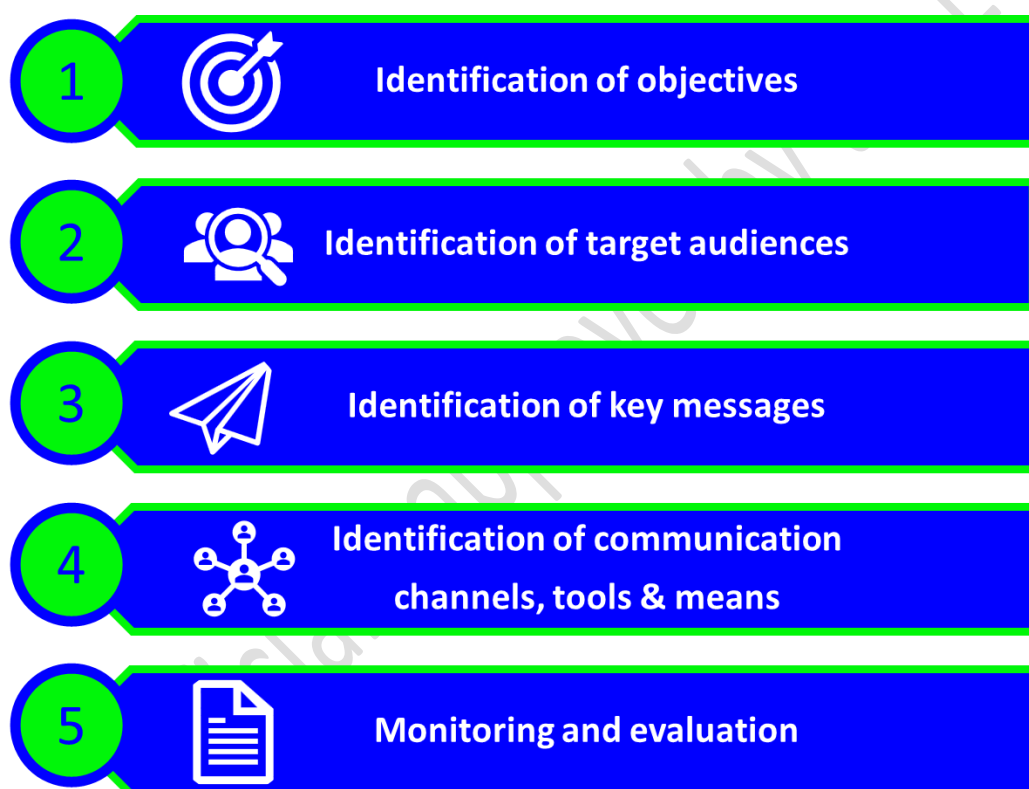 1
Identification of objectives
2
Identification of target audiences
3
Identification of key messages
4
Identification of communication
channels, tools & means
5
Monitoring and evaluation